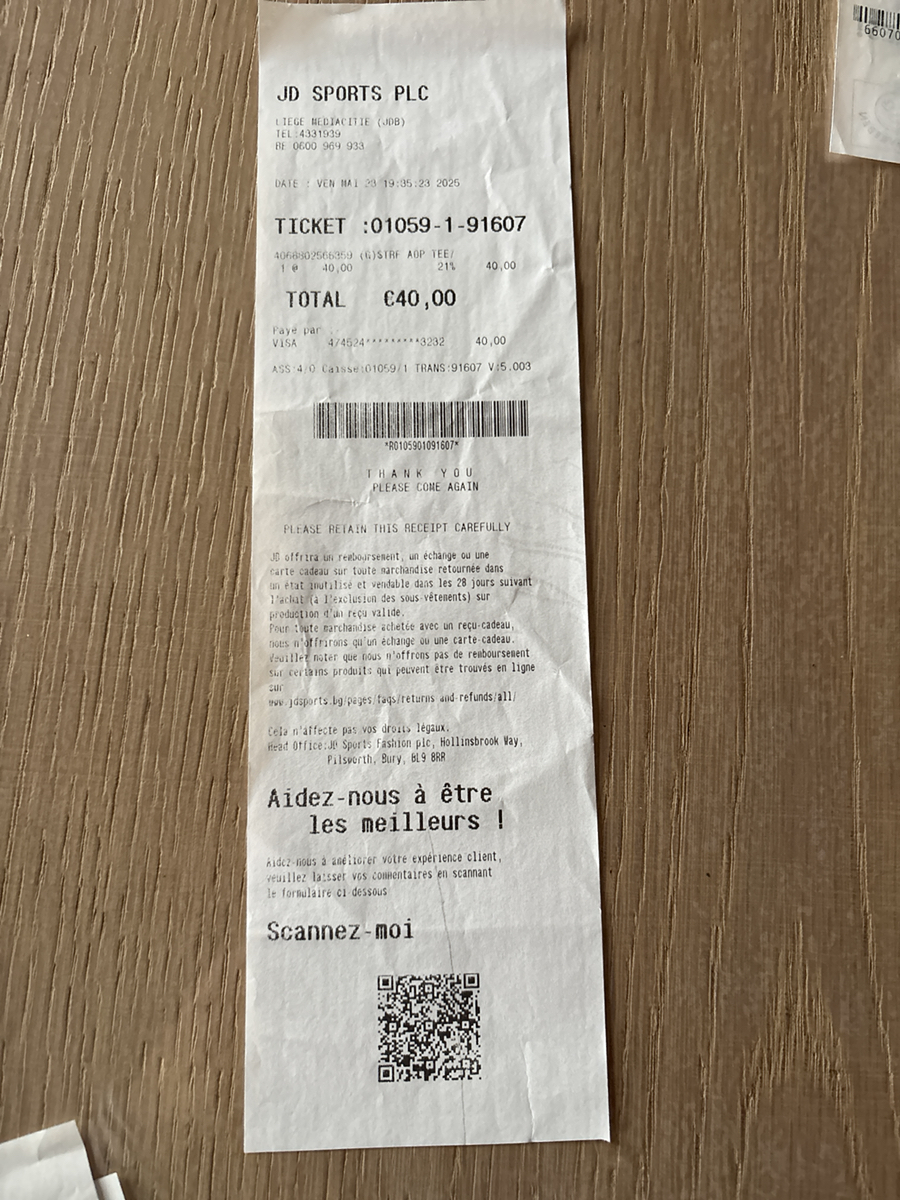 JD SPORTS PLC
LIEGE MEDIACITIE (JDB)
TEL:4331939
BE 0600 969 933
DATE : VEN MAI 23 19:35:23 2025
TICKET :01059-1-91607
4066802566359 (G)STRF AOP TEE/
1 @ 40,00 21% 40,00
TOTAL €40,00
Payé par
VISA 4/4524*********3232 40,00
ASS:4/0 Caisse:01059/1 TRANS:91607 V:5.003
*R0105901091607*
THANK YOU
PLEASE COME AGAIN
PLEASE RETAIN THIS RECEIPT CAREFULLY
JD offrira un remboursement, un échange ou une
carte cadeau sur toute marchandise retournée dans
un état inutilisé et vendable dans les 28 jours suivant
l'achat (à l'exclusion des sous-vêtements) sur
production d'un reçu valide.
Pour toute marchandise achetée avec un reçu-cadeau,
nous n'offrirons qu'un échange ou une carte-cadeau.
Veuillez noter que nous n'offrons pas de remboursement
sur certains produits qui peuvent être trouvés en ligne
sur
www.jdsports.bg/pages/faqs/returns-and-refunds/all/
Cela n'affecte pas vos droits légaux.
Head Office:JD Sports Fashion plc, Hollinsbrook Way,
Pilsworth, Bury, BL9 8RR
Aidez-nous à être
les meilleurs !
Aidez-nous à améliorer votre expérience client,
veuillez laisser vos commentaires en scannant
le formulaire ci-dessous
Scannez-moi